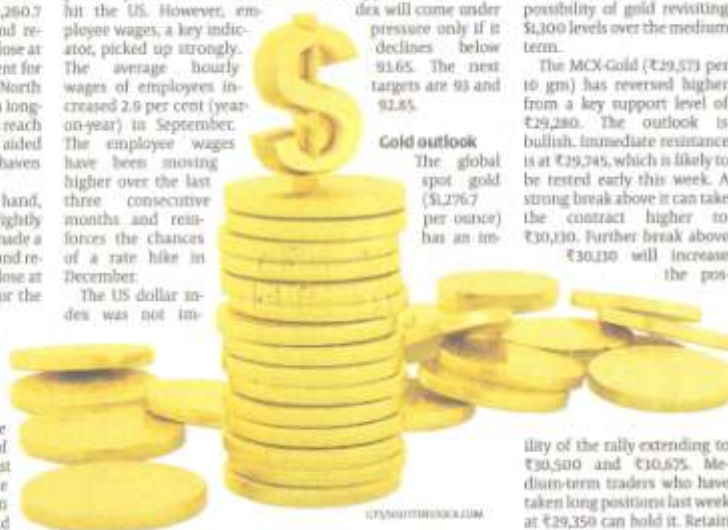 ,260.7
nd re-
lose at
ent for
North
long-
reach
aided
haven
hand,
ightly
made a
and re-
lose at
or the
hit the US. However, em-
ployee wages, a key indic-
ator, picked up strongly.
The average hourly
wages of employees in-
creased 2.9 per cent (year-
on-year) in September.
The employee wages
have been moving
higher over the last
three consecutive
months and rein-
forces the chances
of a rate hike in
December.
The US dollar in-
dex was not im-
dex will come under
pressure only if it
declines below
93.65. The next
targets are 93 and
92.85.
Gold outlook
The global
spot gold
($1,276.7
per ounce)
has an im-
possibility of gold revisiting
$1,300 levels over the medium
term.
The MCX-Gold (₹29,573 per
10 gm) has reversed higher
from a key support level of
₹29,280. The outlook is
bullish. Immediate resistance
is at ₹29,745, which is likely to
be tested early this week. A
strong break above it can take
the contract higher to
₹30,130. Further break above
₹30,130 will increase
the pos-
ility of the rally extending to
₹30,500 and ₹30,675. Me-
dium-term traders who have
taken long positions last week
at ₹29,350 can hold it. Retain